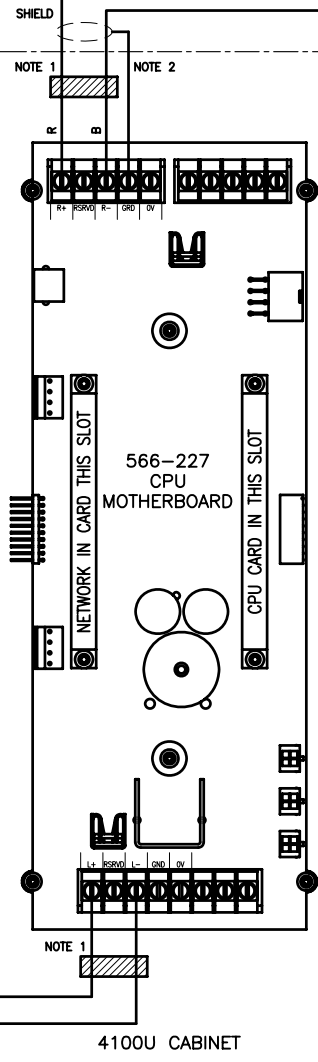 SHIELD
NOTE 1
NOTE 2
R
B
R+ RSRVD R- GRD 0V
NETWORK IN CARD THIS SLOT
566-227
CPU
MOTHERBOARD
CPU CARD IN THIS SLOT
L+ RSRVD L- GND 0V
NOTE 1
4100U CABINET